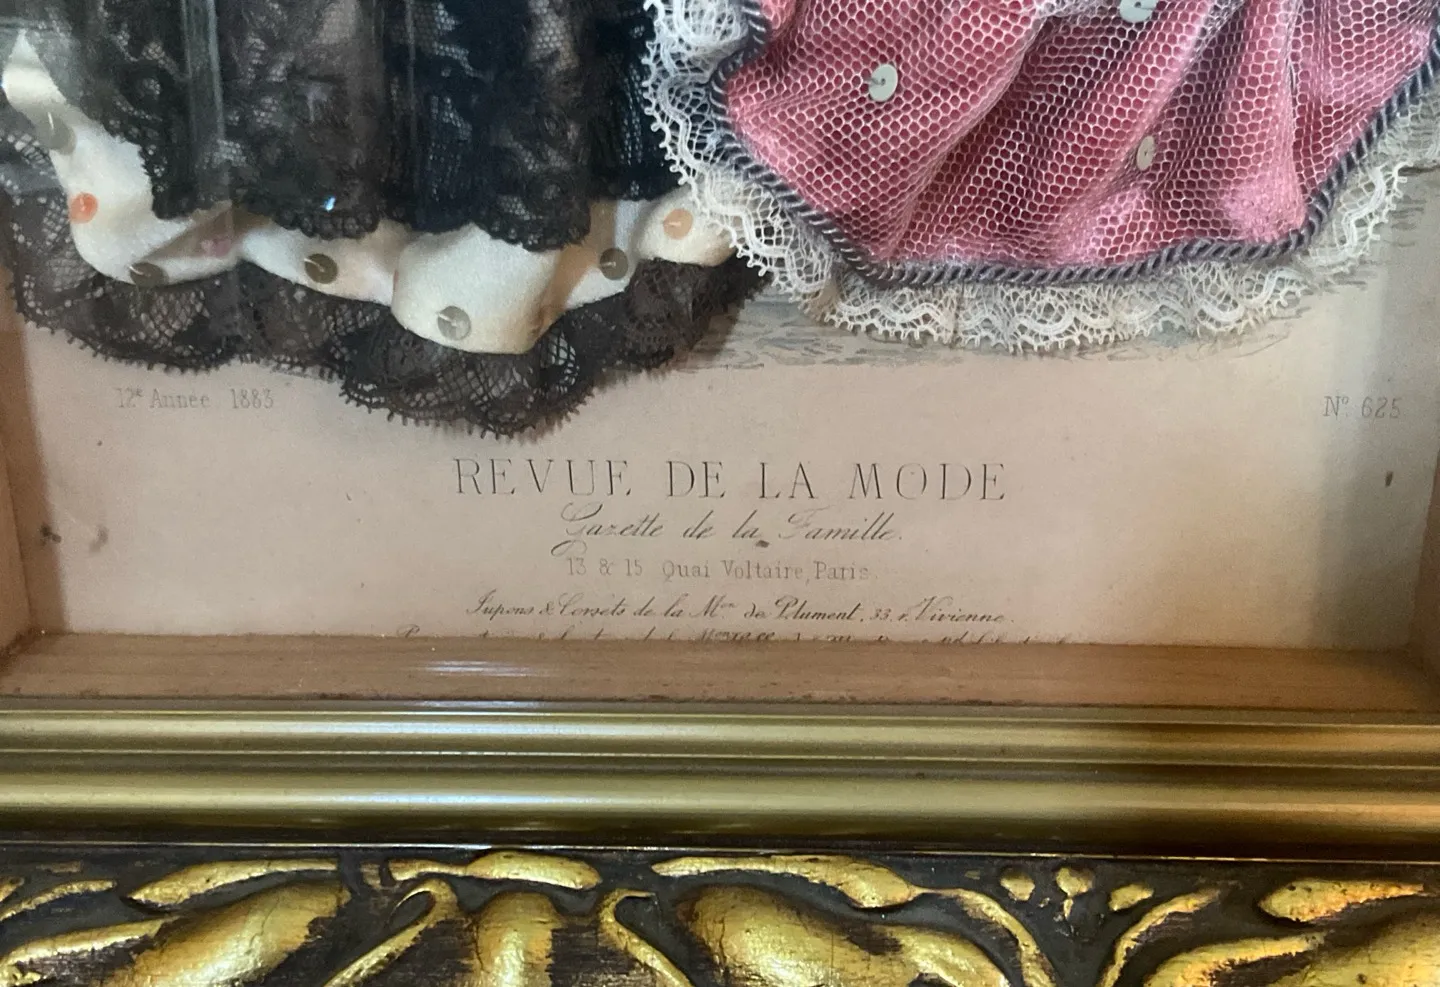 12e Année 1883
Nº 625
REVUE DE LA MODE
Gazette de la Famille.
13 & 15 Quai Voltaire, Paris.
Jupons & Corsets de la Mon de Plument, 33, r. Vivienne.